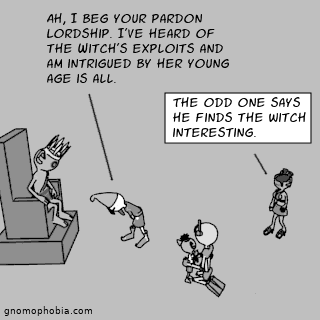 AH, I BEG YOUR PARDON
LORDSHIP. I'VE HEARD OF
THE WITCH'S EXPLOITS AND
AM INTRIGUED BY HER YOUNG
AGE IS ALL.
THE ODD ONE SAYS
HE FINDS THE WITCH
INTERESTING.
gnomophobia.com